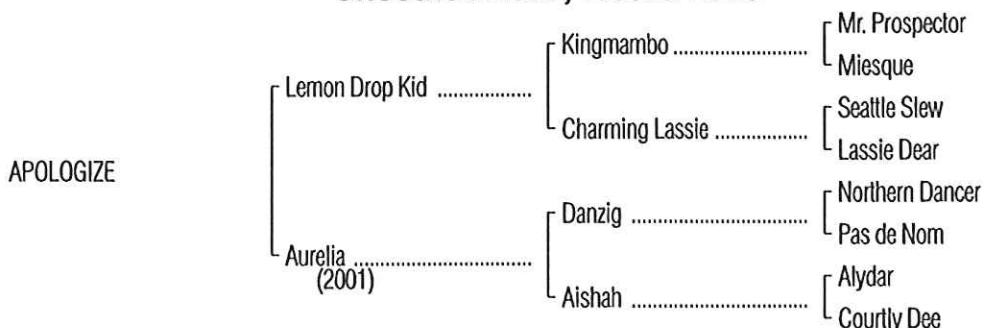 Kingmambo .................... Mr. Prospector
Miesque
Lemon Drop Kid ................
Charming Lassie ................ Seattle Slew
Lassie Dear
APOLOGIZE
Danzig ............................ Northern Dancer
Pas de Nom
Aurelia ..............................
(2001)
Aishah ............................ Alydar
Courtly Dee